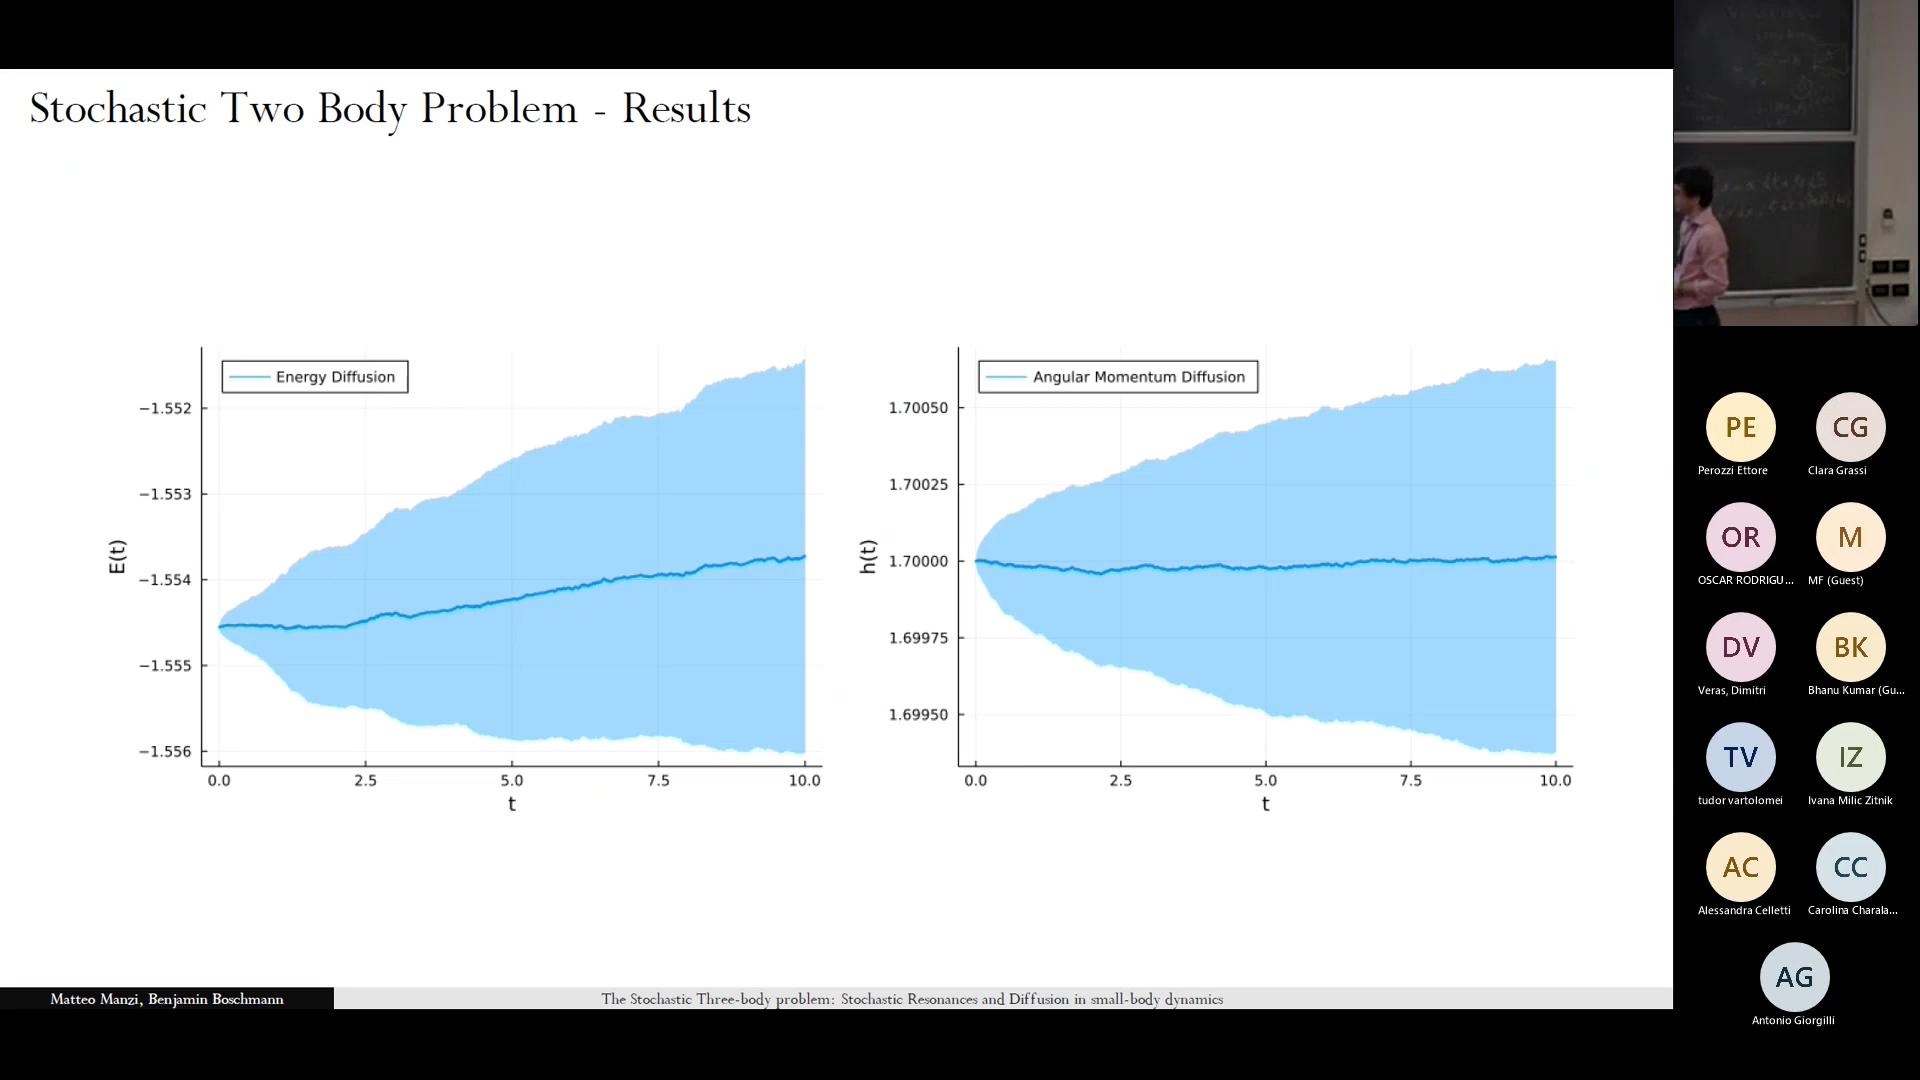 Stochastic Two Body Problem - Results
Energy Diffusion
E(t)
−1.552
−1.553
−1.554
−1.555
−1.556
0.0 2.5 5.0 7.5 10.0
t
Angular Momentum Diffusion
h(t)
1.70050
1.70025
1.70000
1.69975
1.69950
0.0 2.5 5.0 7.5 10.0
t
Matteo Manzi, Benjamin Boschmann
The Stochastic Three-body problem: Stochastic Resonances and Diffusion in small-body dynamics
PE CG
Perozzi Ettore Clara Grassi
OR M
OSCAR RODRIGU... MF (Guest)
DV BK
Veras, Dimitri Bhanu Kumar (Gu...
TV IZ
tudor vartolomei Ivana Milic Zitnik
AC CC
Alessandra Celletti Carolina Charala...
AG
Antonio Giorgilli